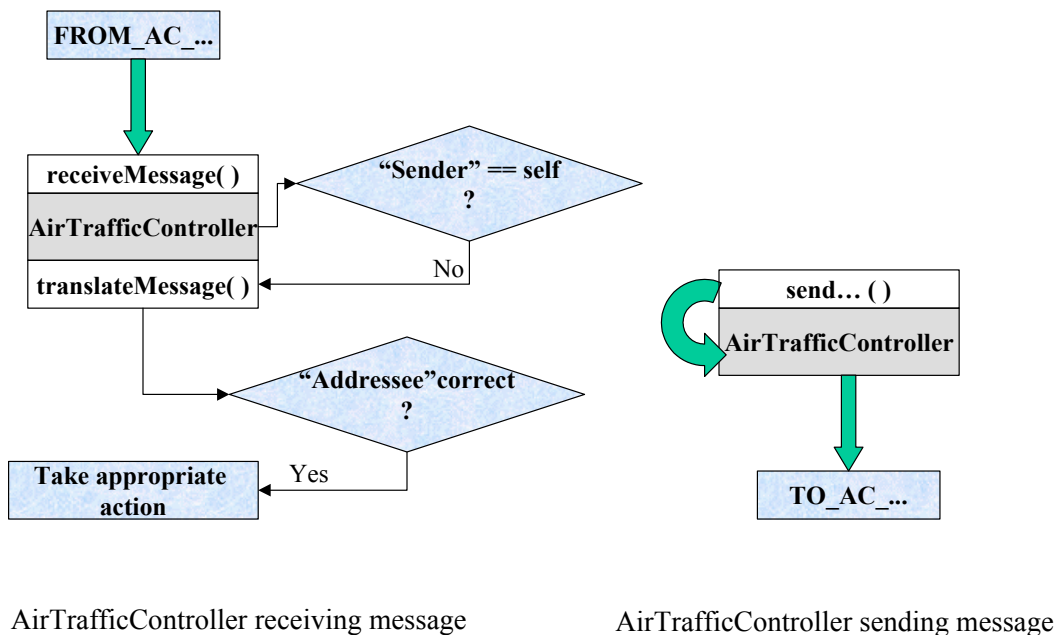 FROM_AC_...
receiveMessage( )
AirTrafficController
translateMessage( )
“Sender” == self
?
No
“Addressee”correct
?
Yes
Take appropriate
action
AirTrafficController receiving message
send… ( )
AirTrafficController
TO_AC_...
AirTrafficController sending message